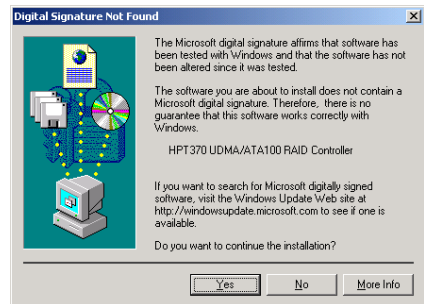 Digital Signature Not Found
The Microsoft digital signature affirms that software has
been tested with Windows and that the software has not
been altered since it was tested.
The software you are about to install does not contain a
Microsoft digital signature. Therefore, there is no
guarantee that this software works correctly with
Windows.
HPT370 UDMA/ATA100 RAID Controller
If you want to search for Microsoft digitally signed
software, visit the Windows Update Web site at
http://windowsupdate.microsoft.com to see if one is
available.
Do you want to continue the installation?
Yes No More Info